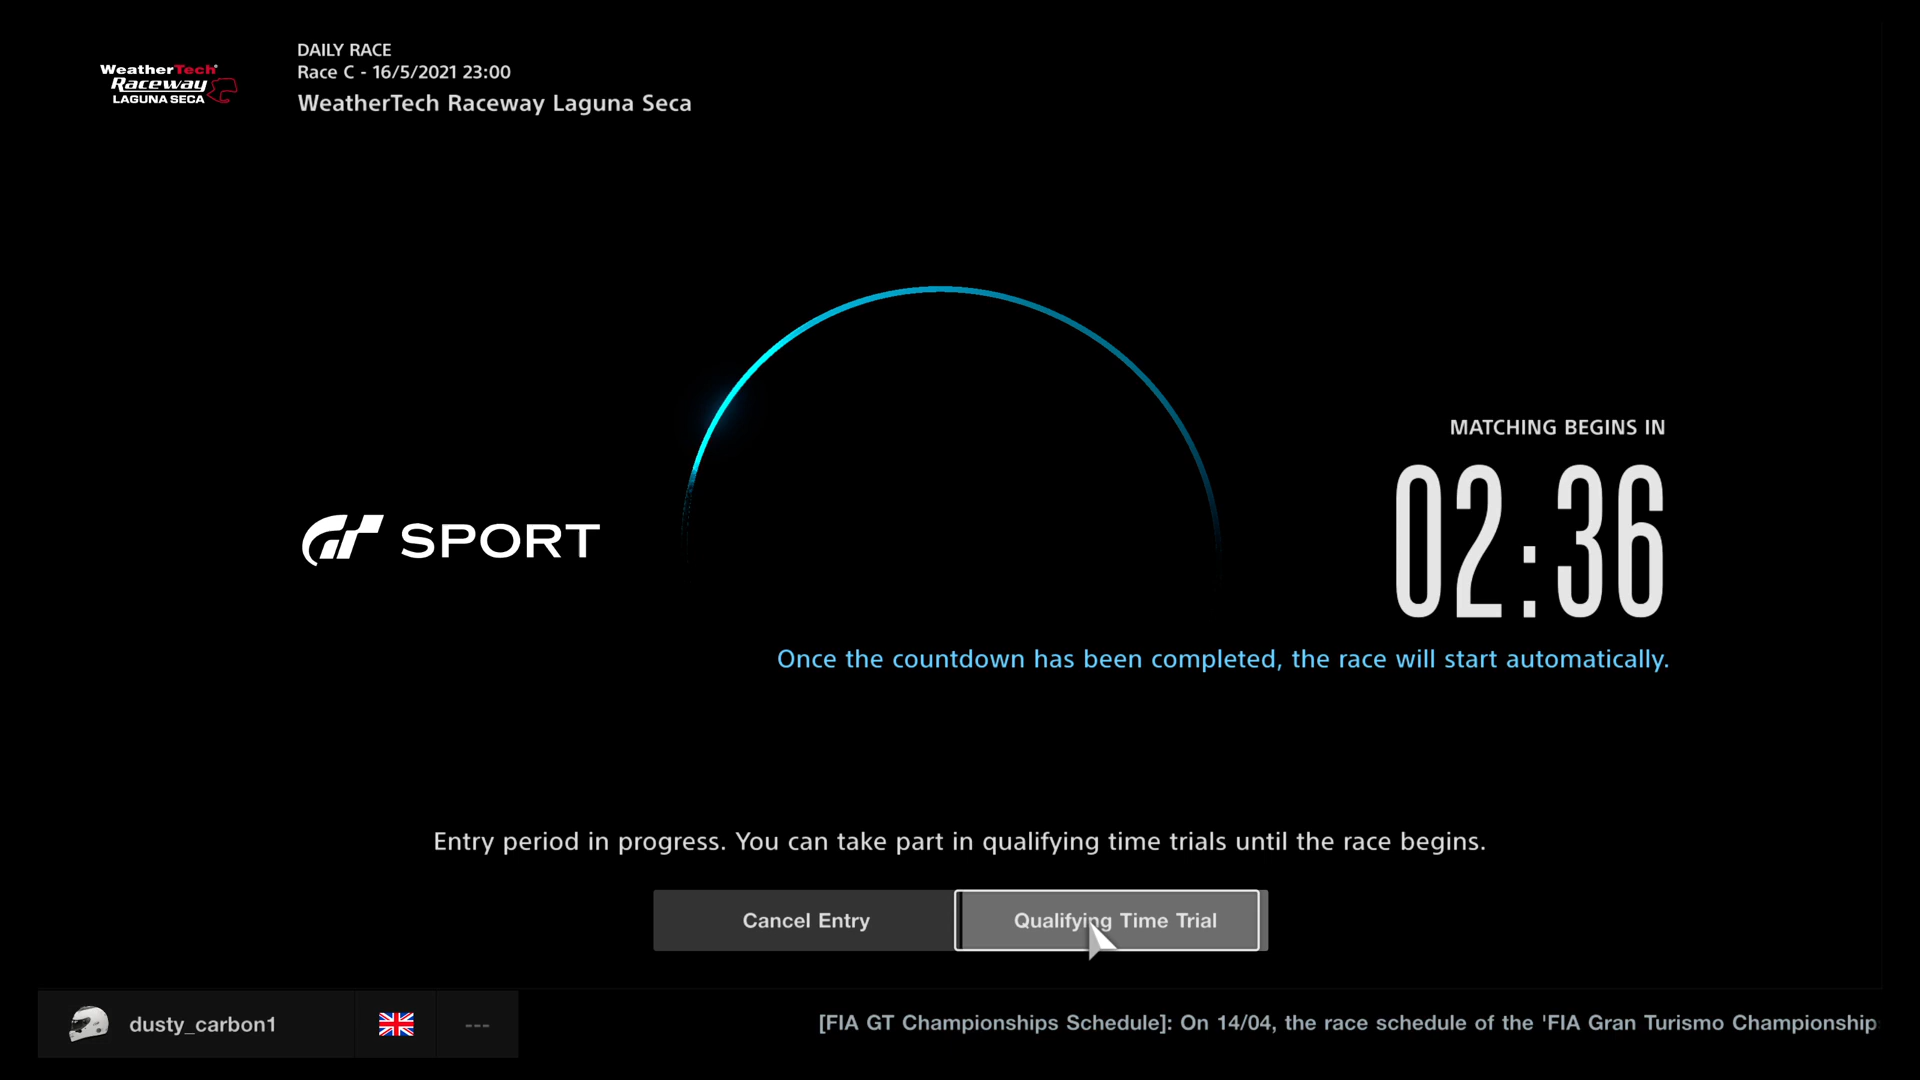 WeatherTech
Raceway
LAGUNA SECA
DAILY RACE
Race C - 16/5/2021 23:00
WeatherTech Raceway Laguna Seca
MATCHING BEGINS IN
02:36
GT SPORT
Once the countdown has been completed, the race will start automatically.
Entry period in progress. You can take part in qualifying time trials until the race begins.
Cancel Entry
Qualifying Time Trial
dusty_carbon1
---
[FIA GT Championships Schedule]: On 14/04, the race schedule of the 'FIA Gran Turismo Championship